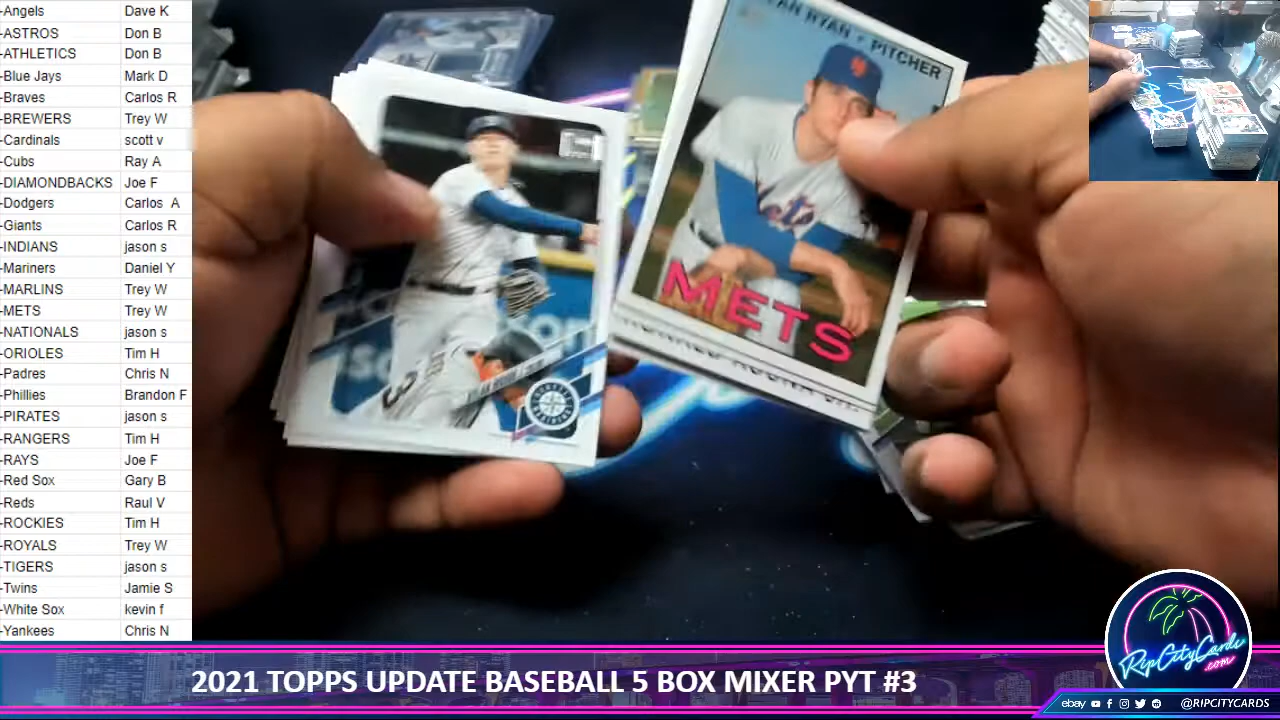 -Angels Dave K
-ASTROS Don B
-ATHLETICS Don B
-Blue Jays Mark D
-Braves Carlos R
-BREWERS Trey W
-Cardinals scott v
-Cubs Ray A
-DIAMONDBACKS Joe F
-Dodgers Carlos A
-Giants Carlos R
-INDIANS jason s
-Mariners Daniel Y
-MARLINS Trey W
-METS Trey W
-NATIONALS jason s
-ORIOLES Tim H
-Padres Chris N
-Phillies Brandon F
-PIRATES jason s
-RANGERS Tim H
-RAYS Joe F
-Red Sox Gary B
-Reds Raul V
-ROCKIES Tim H
-ROYALS Trey W
-TIGERS jason s
-Twins Jamie S
-White Sox kevin f
-Yankees Chris N
RYAN • PITCHER
Mets
METS
RipCityCards
.com
2021 TOPPS UPDATE BASEBALL 5 BOX MIXER PYT #3
ebay @RIPCITYCARDS